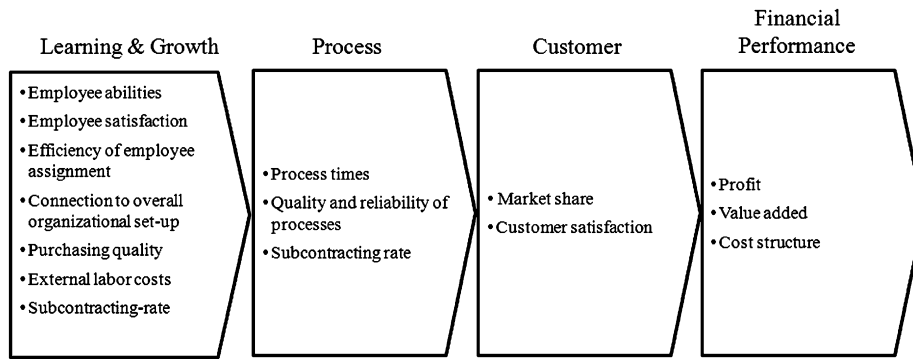 Learning & Growth
• Employee abilities
• Employee satisfaction
• Efficiency of employee
assignment
• Connection to overall
organizational set-up
• Purchasing quality
• External labor costs
• Subcontracting-rate
Process
• Process times
• Quality and reliability of
processes
• Subcontracting rate
Customer
• Market share
• Customer satisfaction
Financial
Performance
• Profit
• Value added
• Cost structure